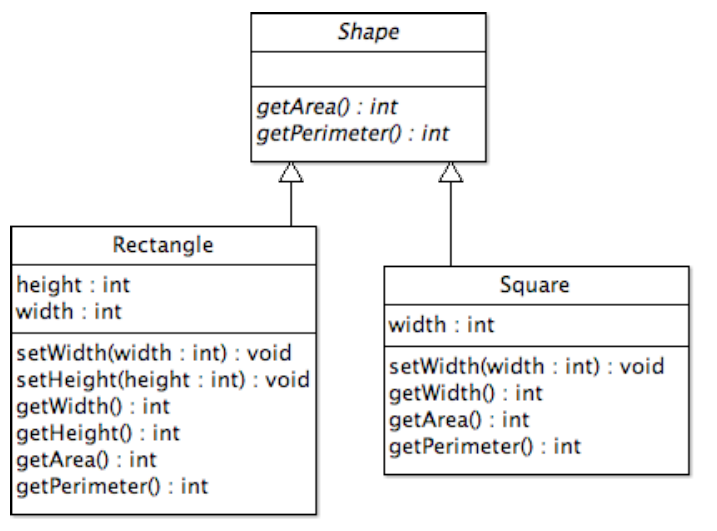 Shape
getArea() : int
getPerimeter() : int
Rectangle
height : int
width : int
setWidth(width : int) : void
setHeight(height : int) : void
getWidth() : int
getHeight() : int
getArea() : int
getPerimeter() : int
Square
width : int
setWidth(width : int) : void
getWidth() : int
getArea() : int
getPerimeter() : int